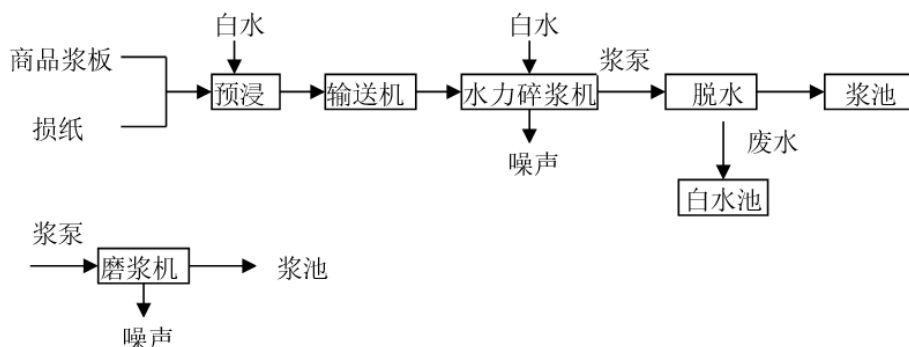 白水
白水
商品浆板
浆泵
预浸
输送机
水力碎浆机
脱水
浆池
损纸
噪声
废水
白水池
浆泵
磨浆机
浆池
噪声